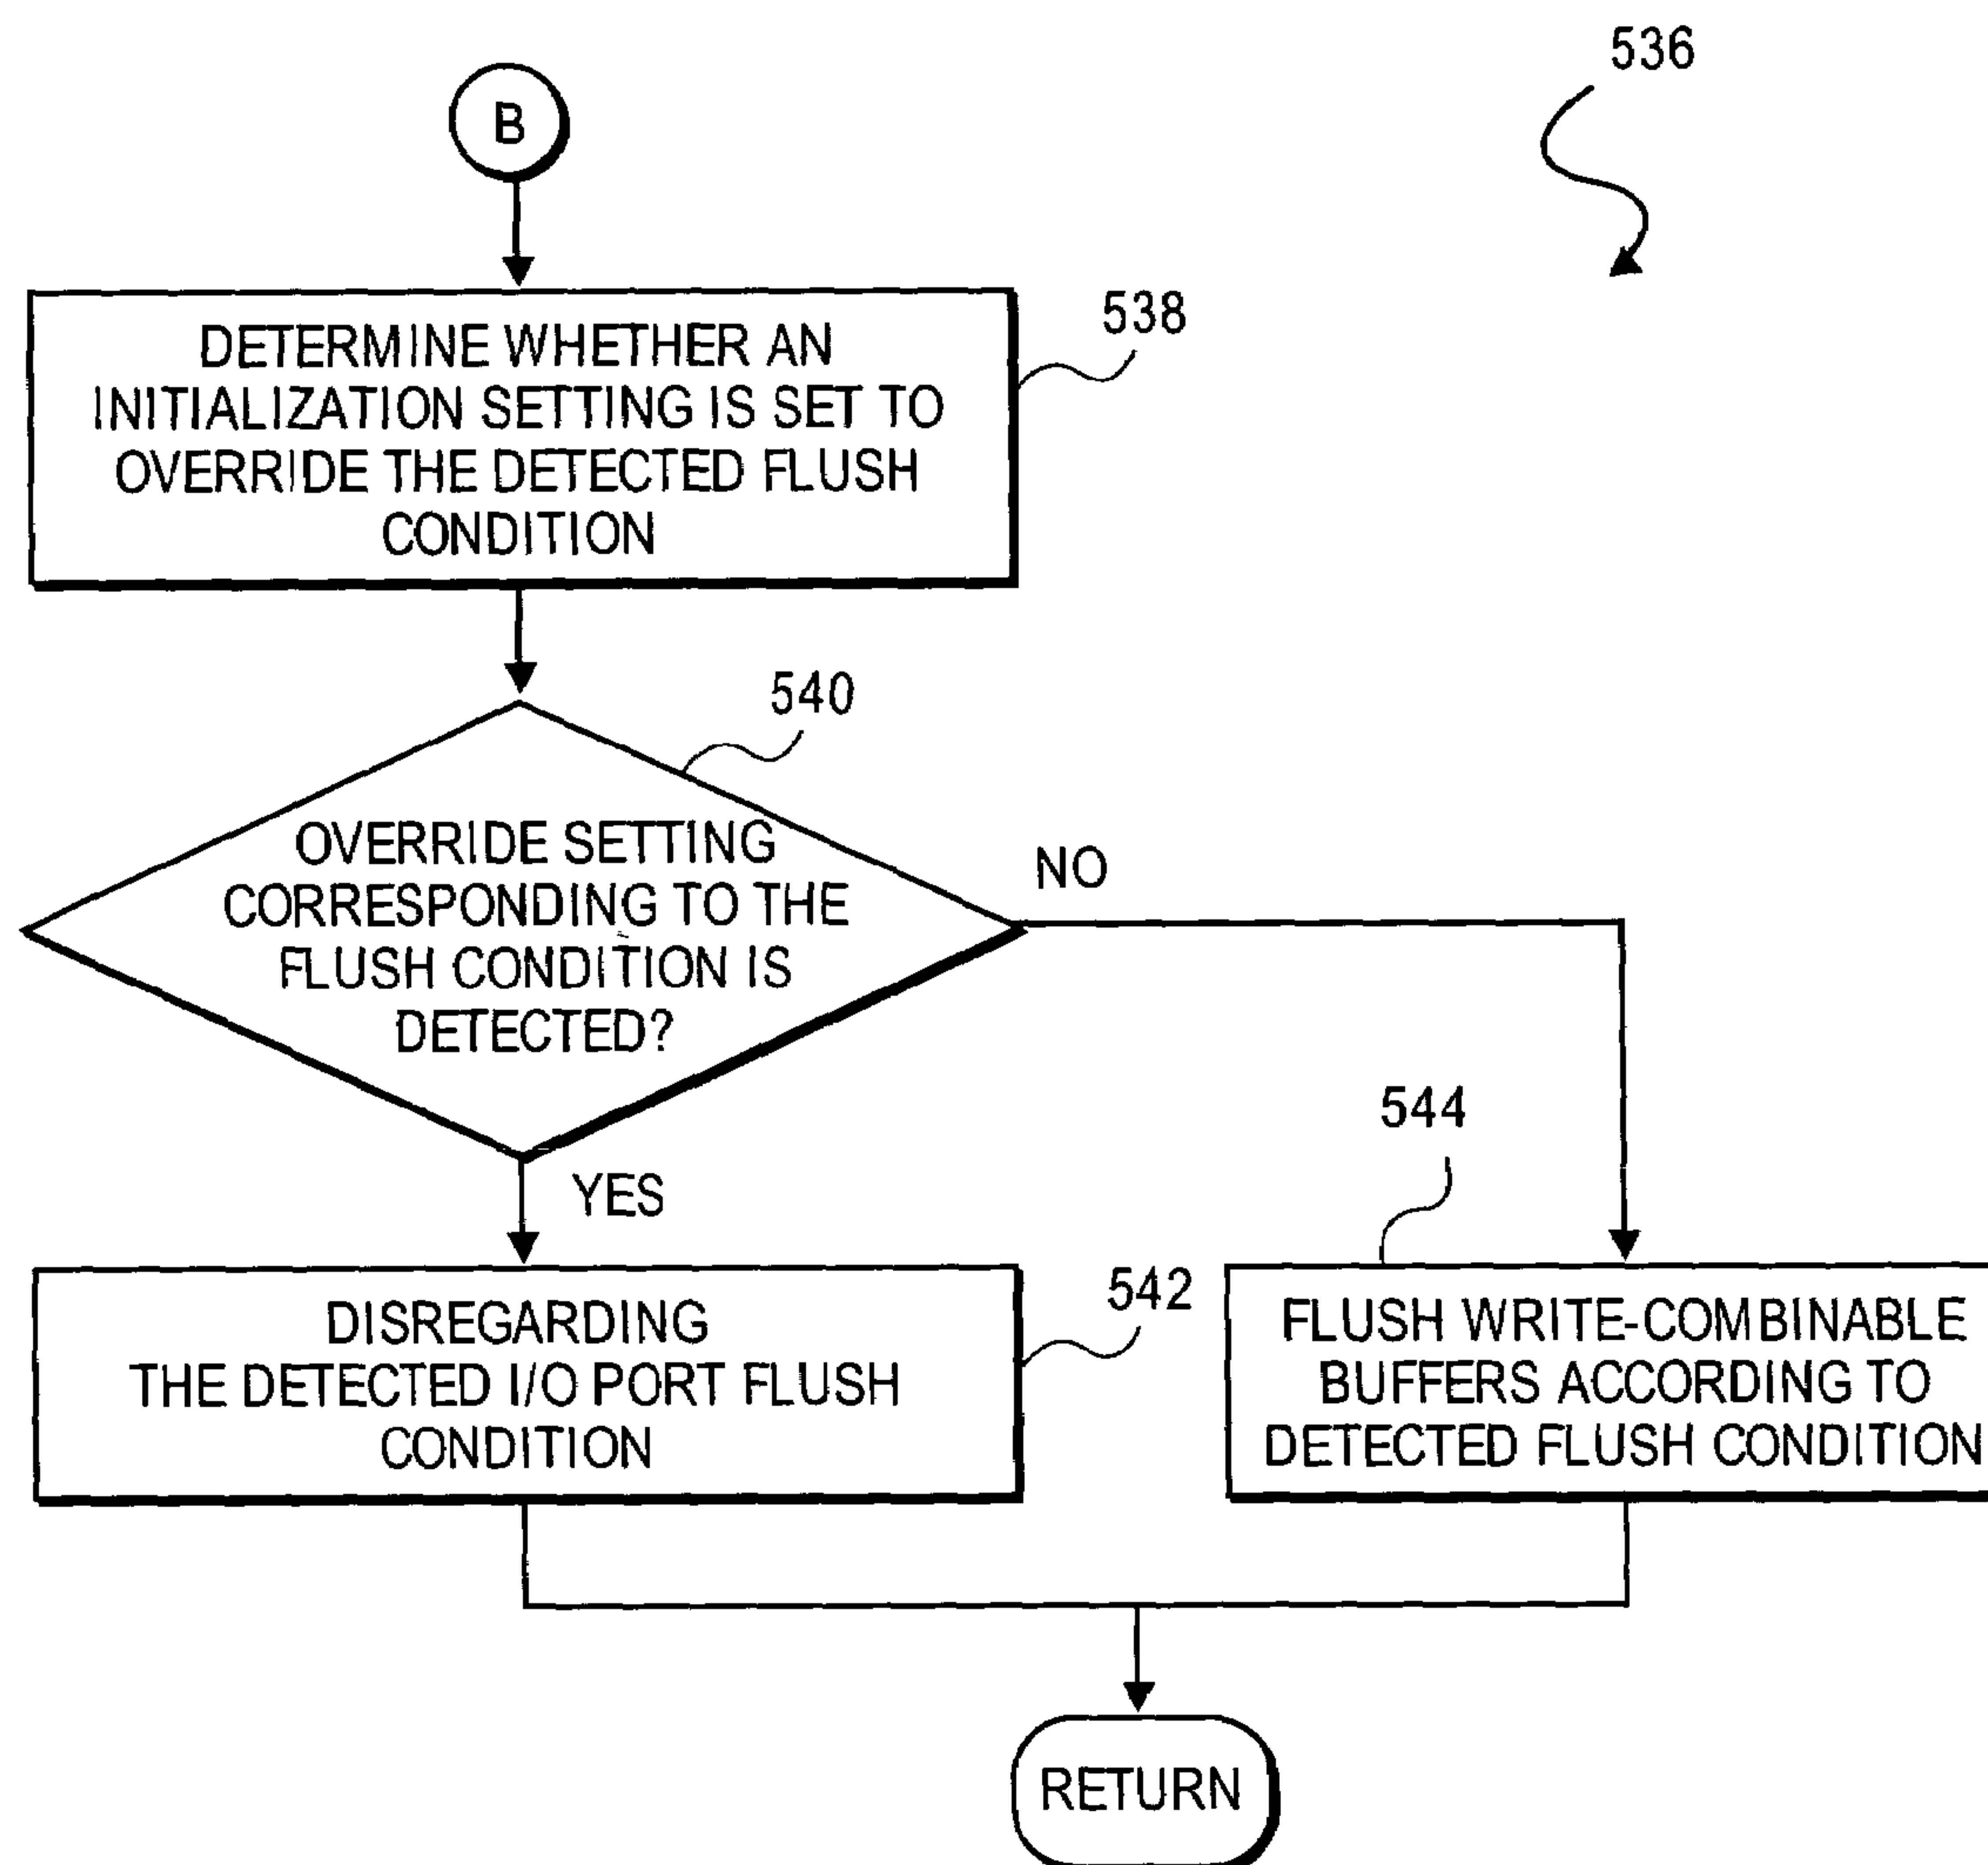 536
B
DETERMINE WHETHER AN
INITIALIZATION SETTING IS SET TO
OVERRIDE THE DETECTED FLUSH
CONDITION
538
540
OVERRIDE SETTING
CORRESPONDING TO THE
FLUSH CONDITION IS
DETECTED?
NO
YES
544
DISREGARDING
THE DETECTED I/O PORT FLUSH
CONDITION
542
FLUSH WRITE-COMBINABLE
BUFFERS ACCORDING TO
DETECTED FLUSH CONDITION
RETURN